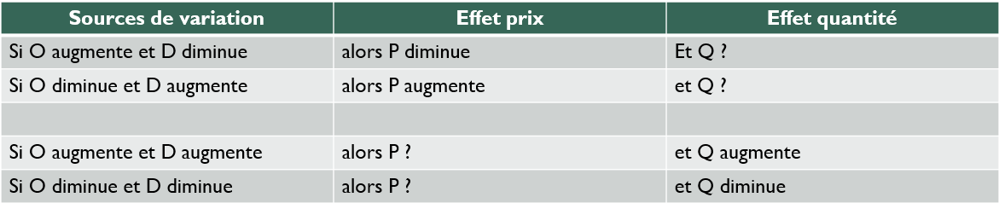 Sources de variation Effet prix Effet quantité
Si O augmente et D diminue alors P diminue Et Q ?
Si O diminue et D augmente alors P augmente et Q ?
Si O augmente et D augmente alors P ? et Q augmente
Si O diminue et D diminue alors P ? et Q diminue